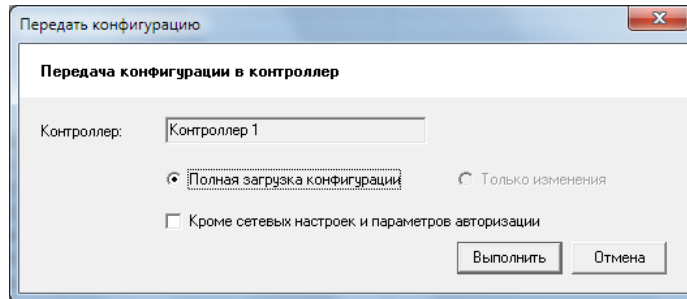 Передать конфигурацию
Передача конфигурации в контроллер
Контроллер: Контроллер 1
Полная загрузка конфигурации Только изменения
Кроме сетевых настроек и параметров авторизации
Выполнить Отмена